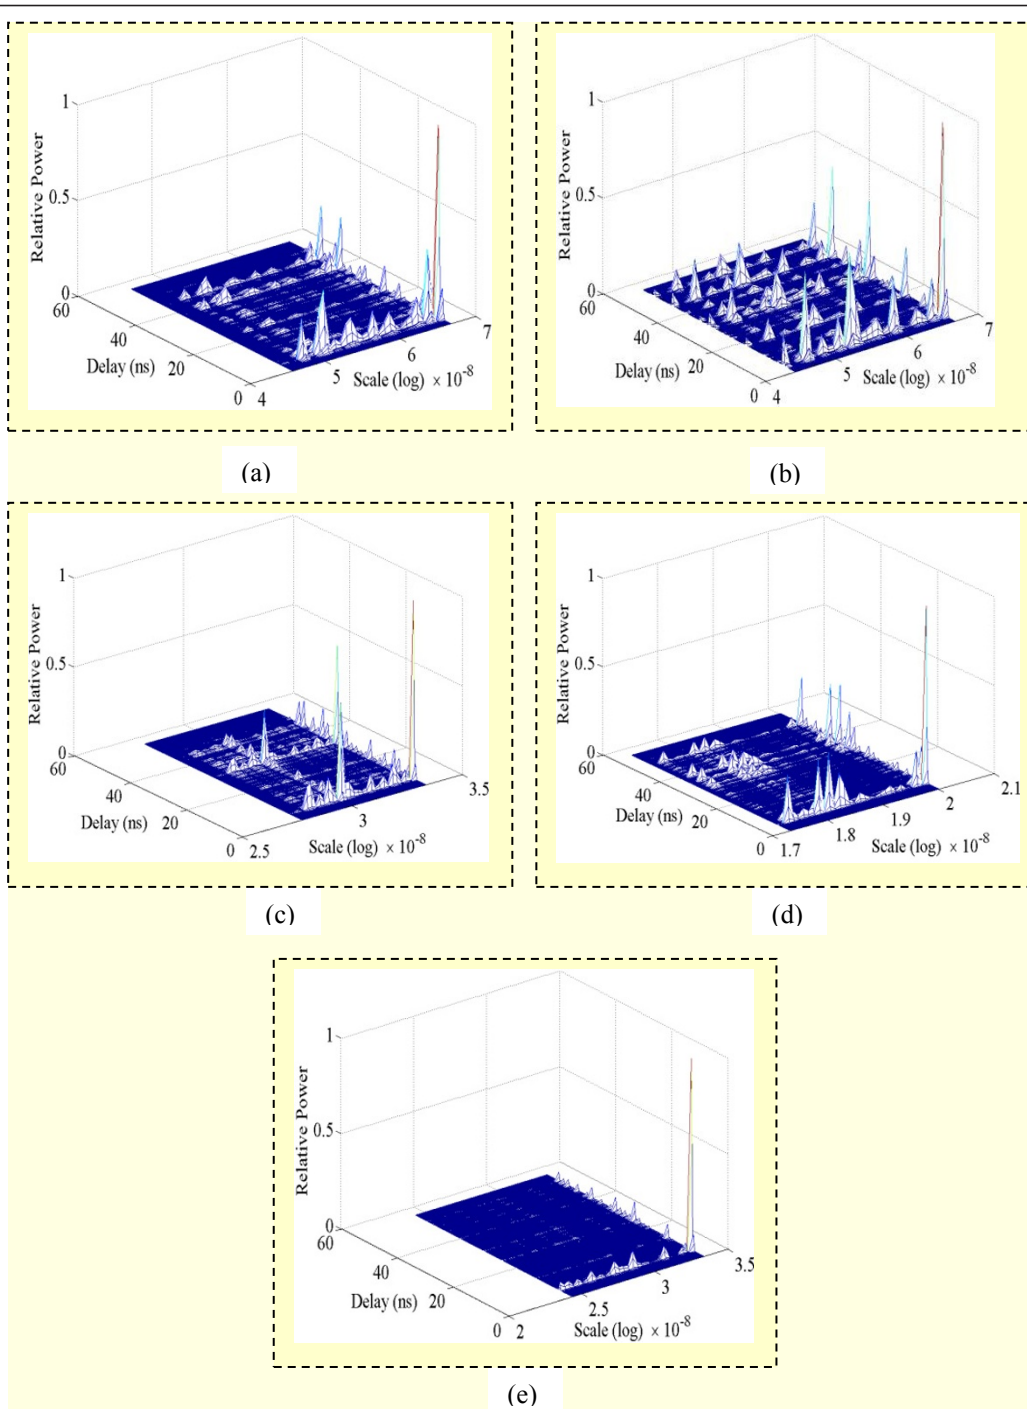 1
0.5
0
Relative Power
60
40
20
0
Delay (ns)
4
5
6
7
Scale (log) × 10-8
(a)
1
0.5
0
Relative Power
60
40
20
0
Delay (ns)
4
5
6
7
Scale (log) × 10-8
(b)
1
0.5
0
Relative Power
60
40
20
0
Delay (ns)
2.5
3
3.5
Scale (log) × 10-8
(c)
1
0.5
0
Relative Power
60
40
20
0
Delay (ns)
1.7
1.8
1.9
2
2.1
Scale (log) × 10-8
(d)
1
0.5
0
Relative Power
60
40
20
0
Delay (ns)
2
2.5
3
3.5
Scale (log) × 10-8
(e)